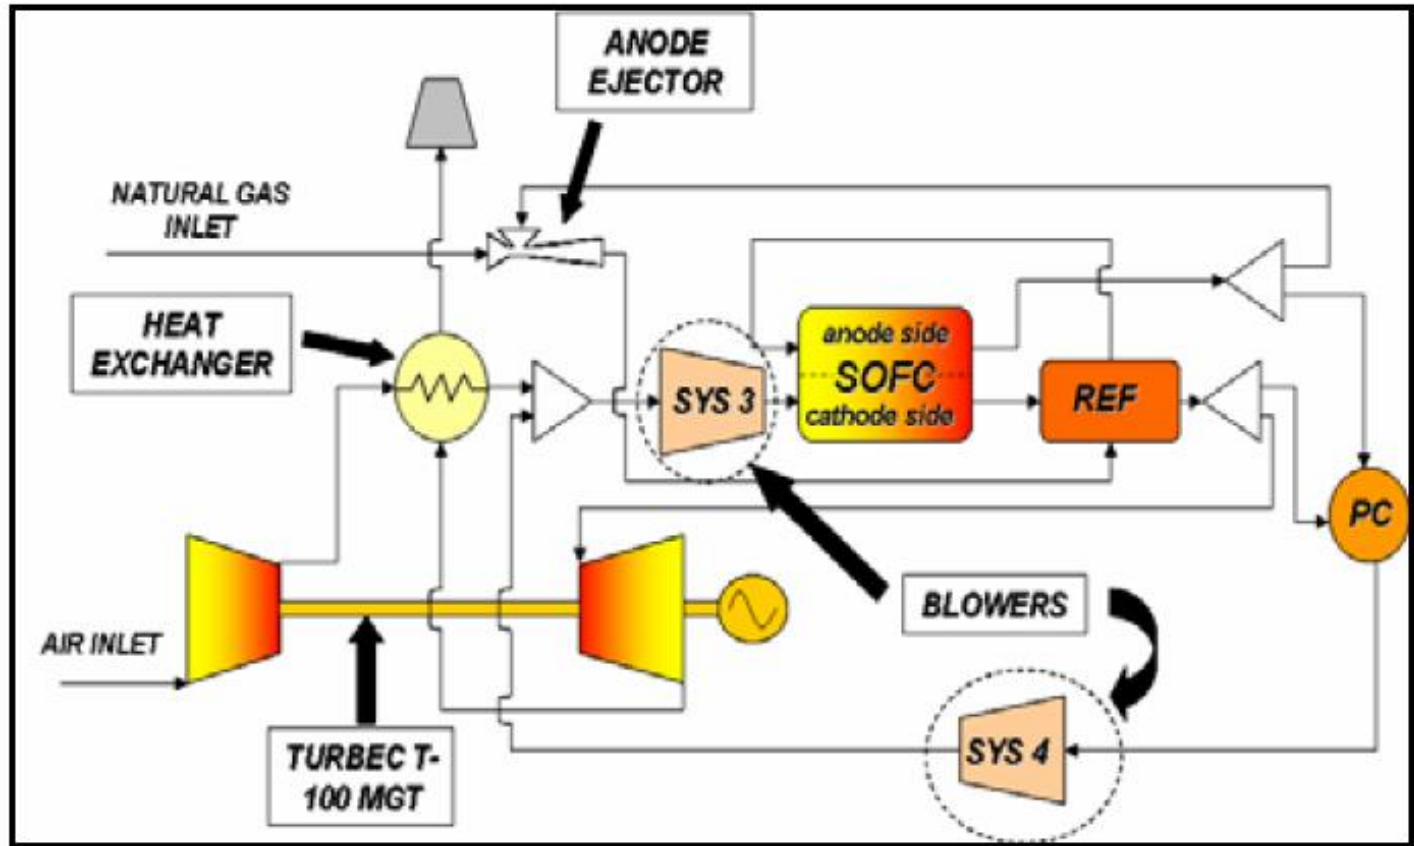 ANODE
EJECTOR
NATURAL GAS
INLET
HEAT
EXCHANGER
SYS 3
anode side
SOFC
cathode side
REF
PC
BLOWERS
AIR INLET
TURBEC T-
100 MGT
SYS 4